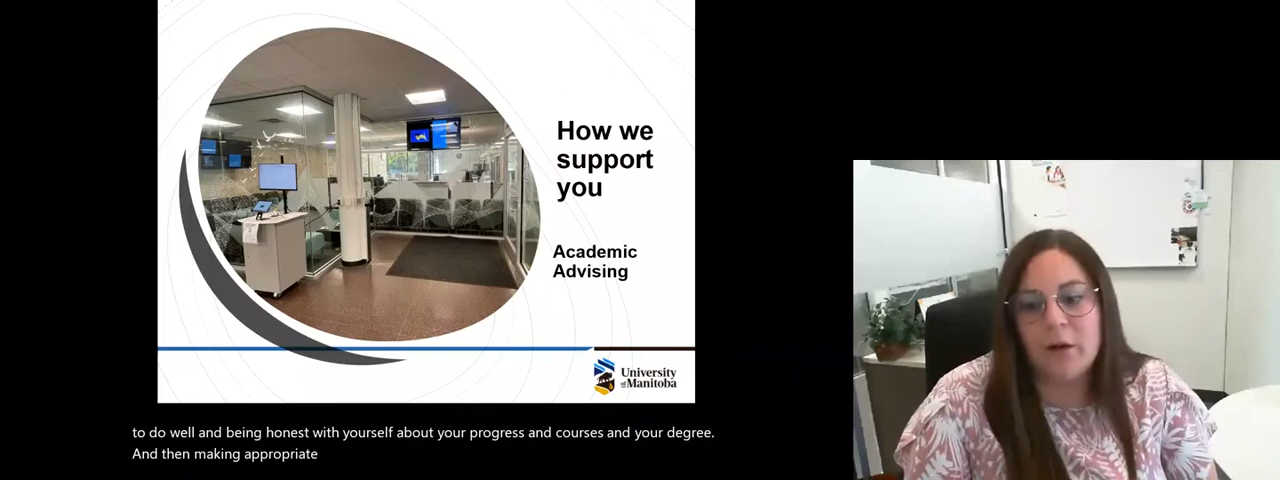 How we
support
you
Academic
Advising
University
of Manitoba
to do well and being honest with yourself about your progress and courses and your degree.
And then making appropriate